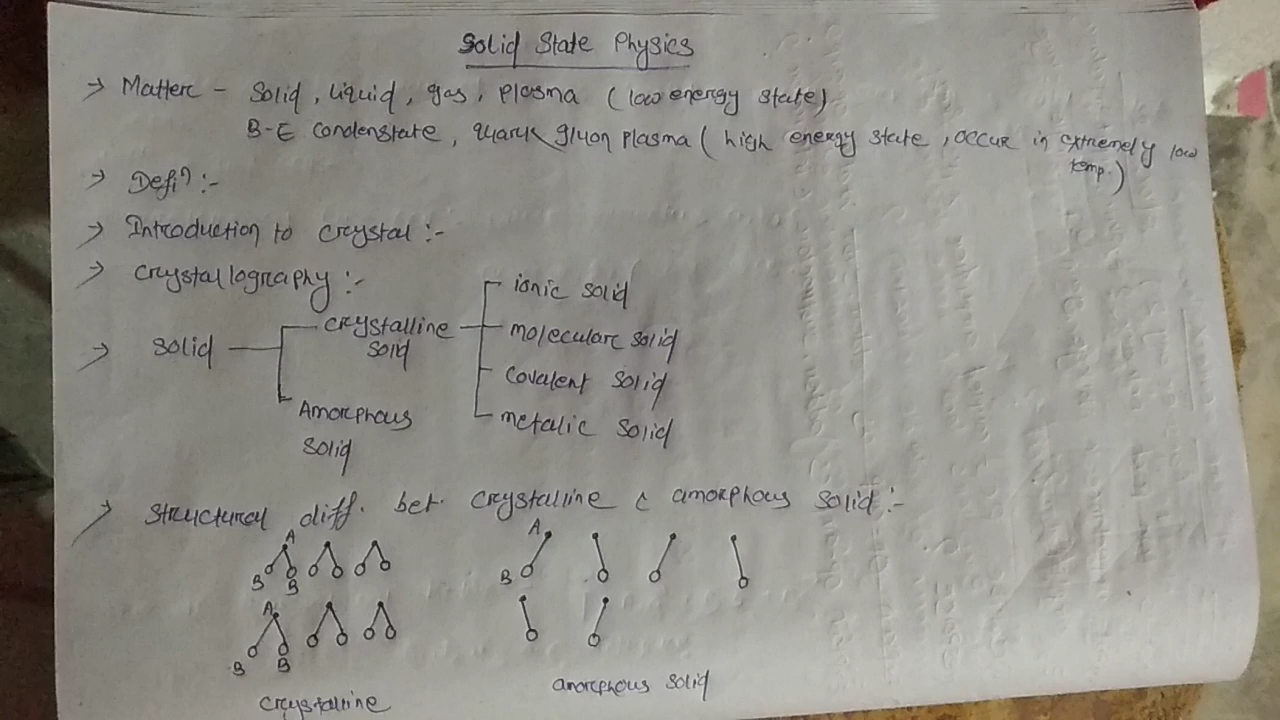 Solid State Physics
→ Matter - Solid, liquid, gas, plasma (low energy state)
B-E Condenstate, quark gluon plasma (high energy state, occur in extremely low temp.)
→ Defiⁿ :-
→ Introduction to crystal :-
→ Crystallography :-
ionic solid
→ Solid crystalline solid molecular solid
covalent solid
Amorphous solid metalic solid
→ Structural diff. bet. crystalline & amorphous solid :-
A A
B B B
A
B B
crystalline amorphous solid